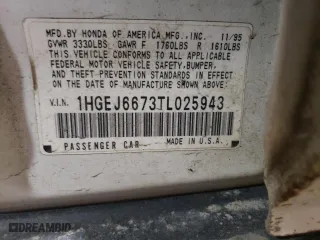 MFD.BY HONDA OF AMERICA MFG.,INC. 11/95
GVWR 3330LBS GAWR F 1760LBS R 1610LBS
THIS VEHICLE CONFORMS TO ALL APPLICABLE
FEDERAL MOTOR VEHICLE SAFETY,BUMPER,
AND THEFT PREVENTION STANDARDS IN EFFECT
ON THE DATE OF MANUFACTURE SHOWN ABOVE.
V.I.N. 1HGEJ6673TL025943
PASSENGER CAR MADE IN U.S.A.
DREAMBID